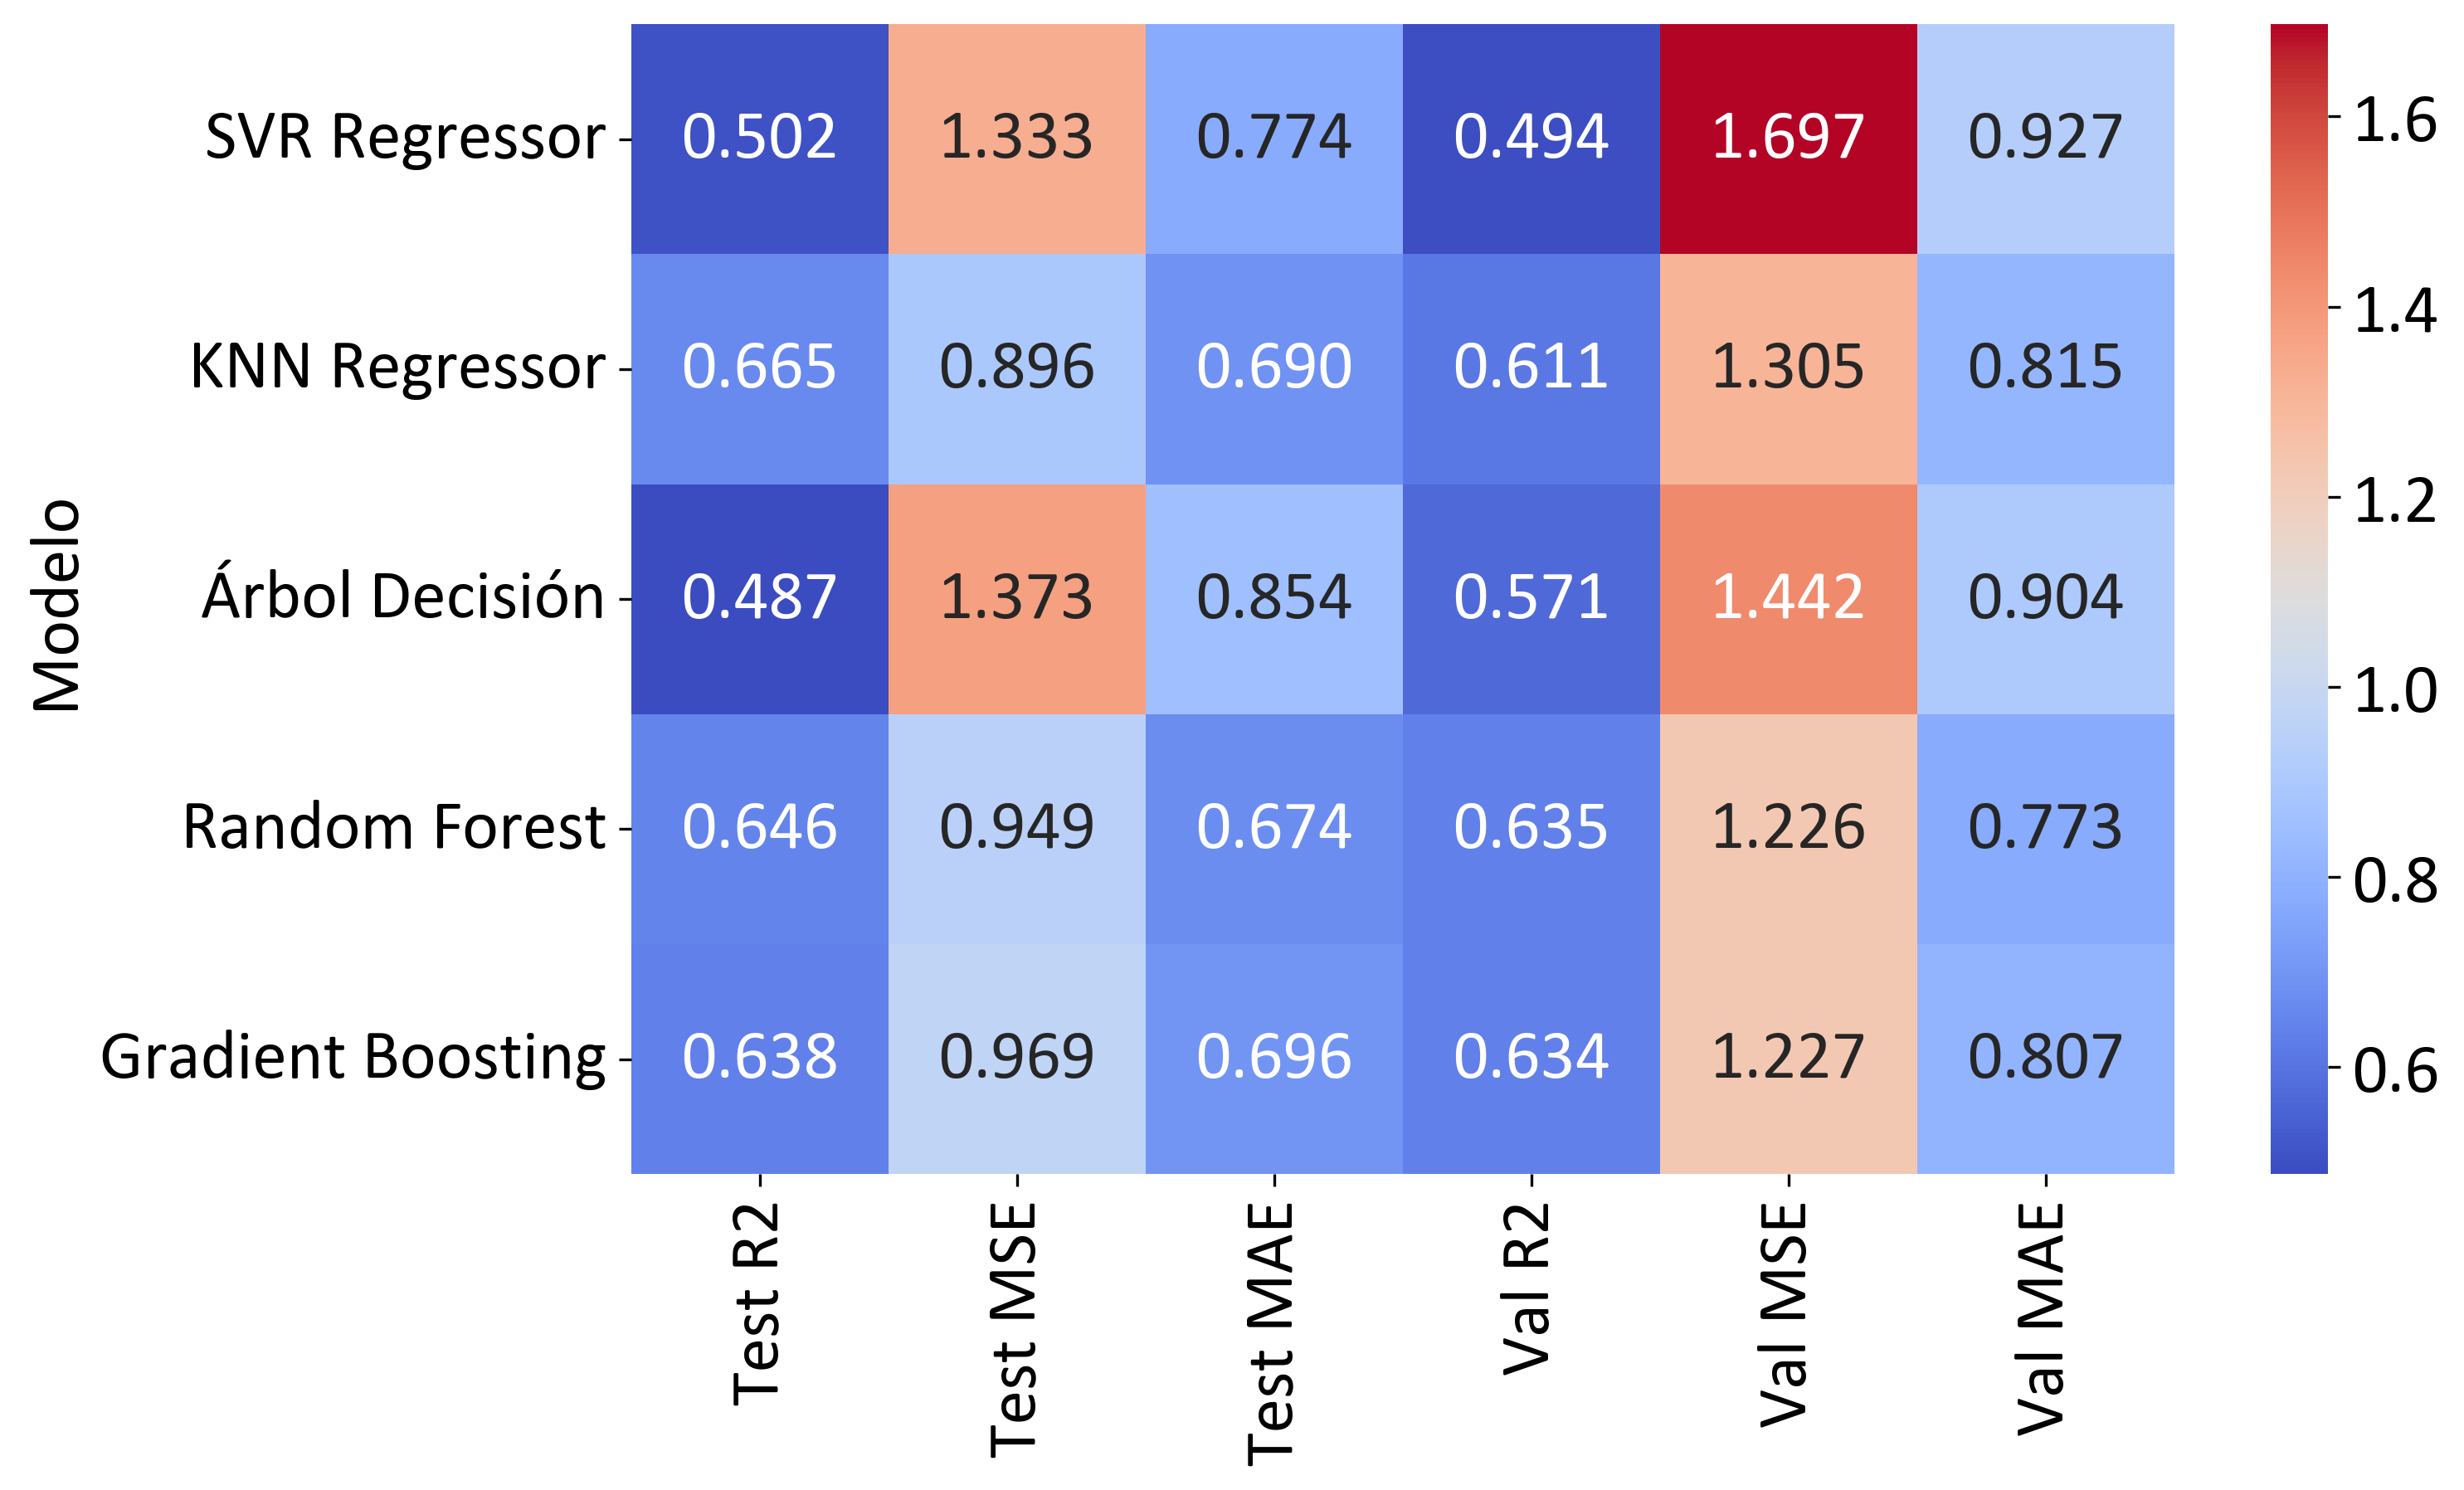 Modelo
SVR Regressor 0.502 1.333 0.774 0.494 1.697 0.927
KNN Regressor 0.665 0.896 0.690 0.611 1.305 0.815
Árbol Decisión 0.487 1.373 0.854 0.571 1.442 0.904
Random Forest 0.646 0.949 0.674 0.635 1.226 0.773
Gradient Boosting 0.638 0.969 0.696 0.634 1.227 0.807
Test R2
Test MSE
Test MAE
Val R2
Val MSE
Val MAE
1.6
1.4
1.2
1.0
0.8
0.6